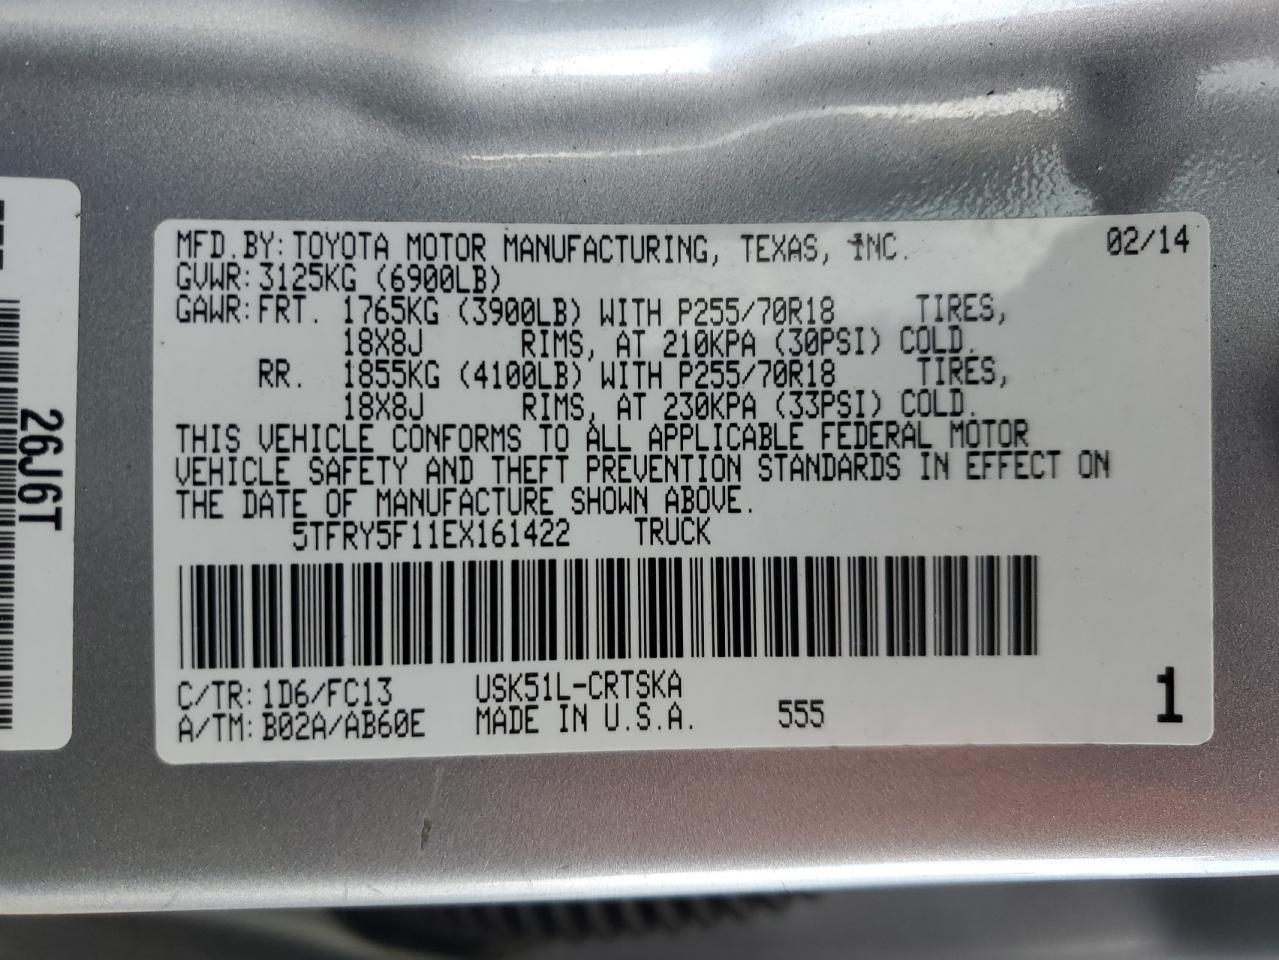 MFD.BY: TOYOTA MOTOR MANUFACTURING, TEXAS, INC. 02/14
GVWR: 3125KG (6900LB)
GAWR: FRT. 1765KG (3900LB) WITH P255/70R18 TIRES,
18X8J RIMS, AT 210KPA (30PSI) COLD.
RR. 1855KG (4100LB) WITH P255/70R18 TIRES,
18X8J RIMS, AT 230KPA (33PSI) COLD.
THIS VEHICLE CONFORMS TO ALL APPLICABLE FEDERAL MOTOR
VEHICLE SAFETY AND THEFT PREVENTION STANDARDS IN EFFECT ON
THE DATE OF MANUFACTURE SHOWN ABOVE.
5TFRY5F11EX161422 TRUCK
C/TR: 1D6/FC13 USK51L-CRTSKA
A/TM: B02A/AB60E MADE IN U.S.A. 555 1
26J6T